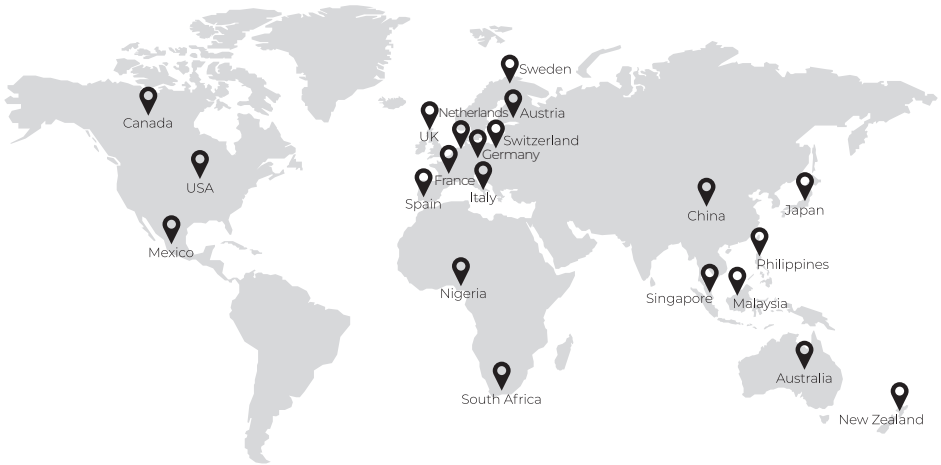 Sweden
Canada
Netherlands
Austria
UK
Switzerland
Germany
France
USA
Italy
Spain
Japan
China
Mexico
Philippines
Nigeria
Singapore
Malaysia
Australia
South Africa
New Zealand